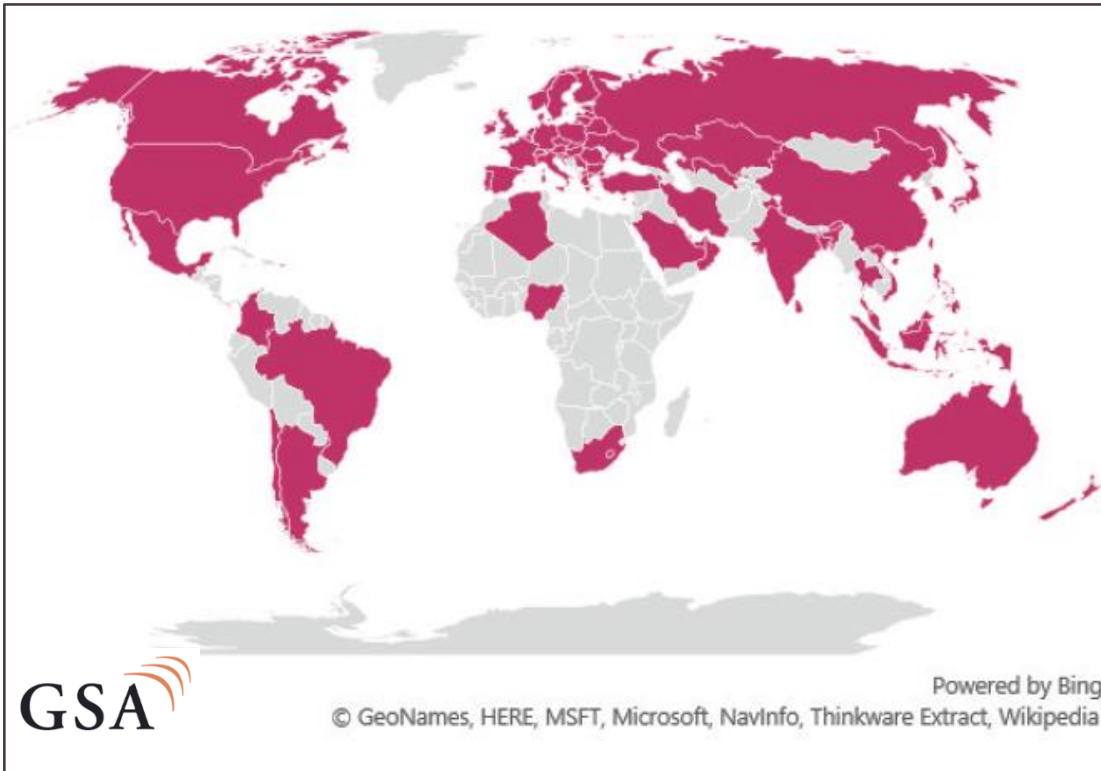 GSA
Powered by Bing
© GeoNames, HERE, MSFT, Microsoft, NavInfo, Thinkware Extract, Wikipedia